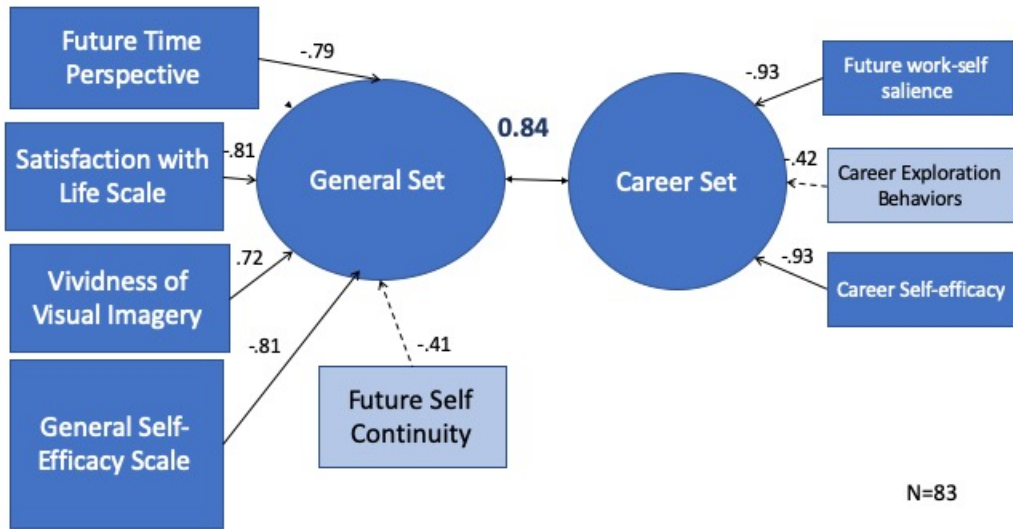 Future Time
Perspective
-.79
Satisfaction with
Life Scale
-.81
Vividness of
Visual Imagery
.72
General Self-
Efficacy Scale
-.81
Future Self
Continuity
-.41
General Set
0.84
Career Set
-.93
Future work-self
salience
-.42
Career Exploration
Behaviors
-.93
Career Self-efficacy
N=83